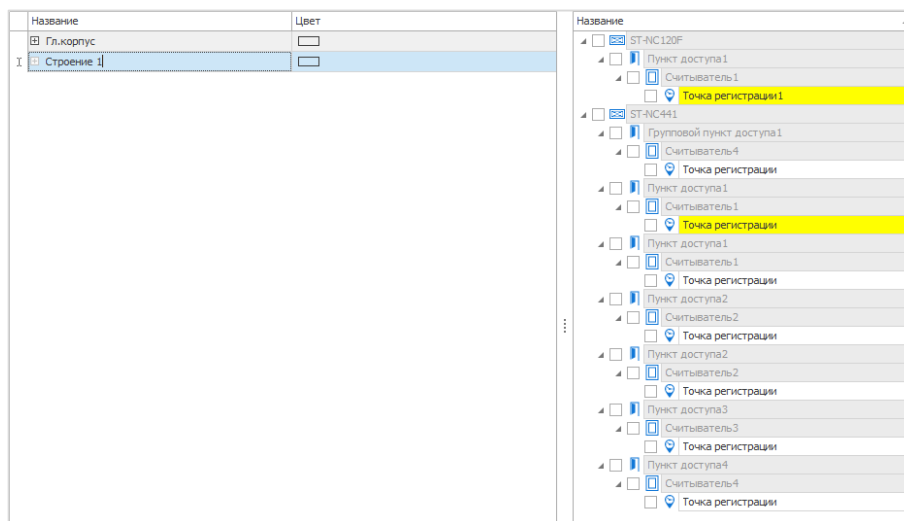 Название
Цвет
Гл.корпус
Строение 1
Название
ST-NC120F
Пункт доступа1
Считыватель1
Точка регистрации1
ST-NC441
Групповой пункт доступа1
Считыватель4
Точка регистрации
Пункт доступа1
Считыватель1
Точка регистрации
Пункт доступа1
Считыватель1
Точка регистрации
Пункт доступа2
Считыватель2
Точка регистрации
Пункт доступа2
Считыватель2
Точка регистрации
Пункт доступа3
Считыватель3
Точка регистрации
Пункт доступа4
Считыватель4
Точка регистрации